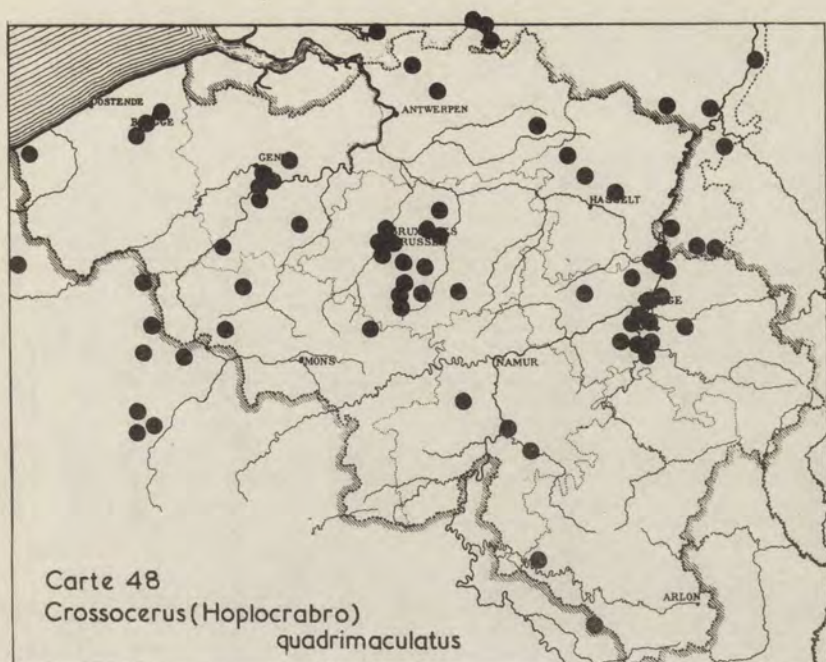 OSTENDE
ANTWERPEN
HASSELT
MONS
NAMUR
ARLON
Carte 48
Crossocerus (Hoplocrabro)
quadrimaculatus